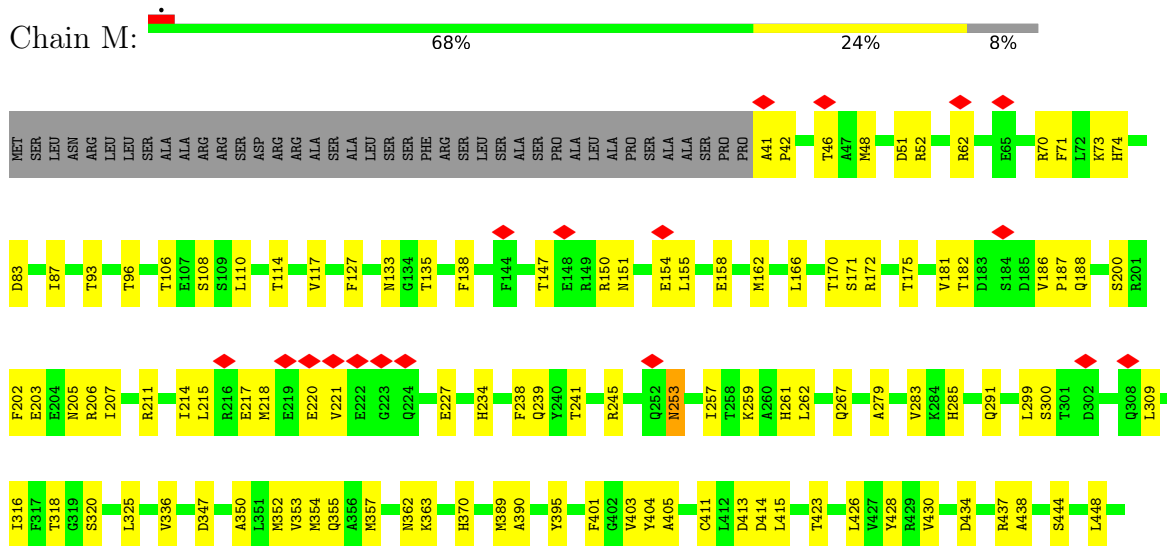 Chain M:
68% 24% 8%
MET SER LEU ASN ARG LEU LEU SER ALA ALA ARG ARG SER ASP ARG ARG ALA SER ALA LEU SER SER PHE ARG SER LEU SER ALA SER PRO ALA LEU ALA PRO SER ALA ALA SER PRO PRO A41 P42 T46 A47 M48 D51 R52 R62 E65 R70 F71 L72 K73 H74
D83 I87 T93 T96 T106 E107 S108 S109 L110 T114 V117 F127 N133 G134 T135 F138 F144 T147 E148 R149 R150 N151 E154 L155 E158 M162 L166 T170 S171 R172 T175 V181 T182 D183 S184 D185 V186 P187 Q188 S200 R201
F202 E203 E204 N205 R206 I207 R211 I214 L215 R216 E217 M218 E219 E220 V221 E222 G223 Q224 E227 H234 F238 Q239 Y240 T241 R245 Q252 N253 I257 T258 K259 A260 H261 L262 Q267 A279 V283 K284 H285 Q291 L299 S300 T301 D302 Q308 L309
I316 F317 T318 G319 S320 L325 V336 D347 A350 L351 M352 V353 M354 Q355 A356 M357 N362 K363 H370 M389 A390 Y395 F401 G402 V403 Y404 A405 C411 L412 D413 D414 L415 T423 L426 V427 Y428 R429 V430 D434 R437 A438 S444 L448